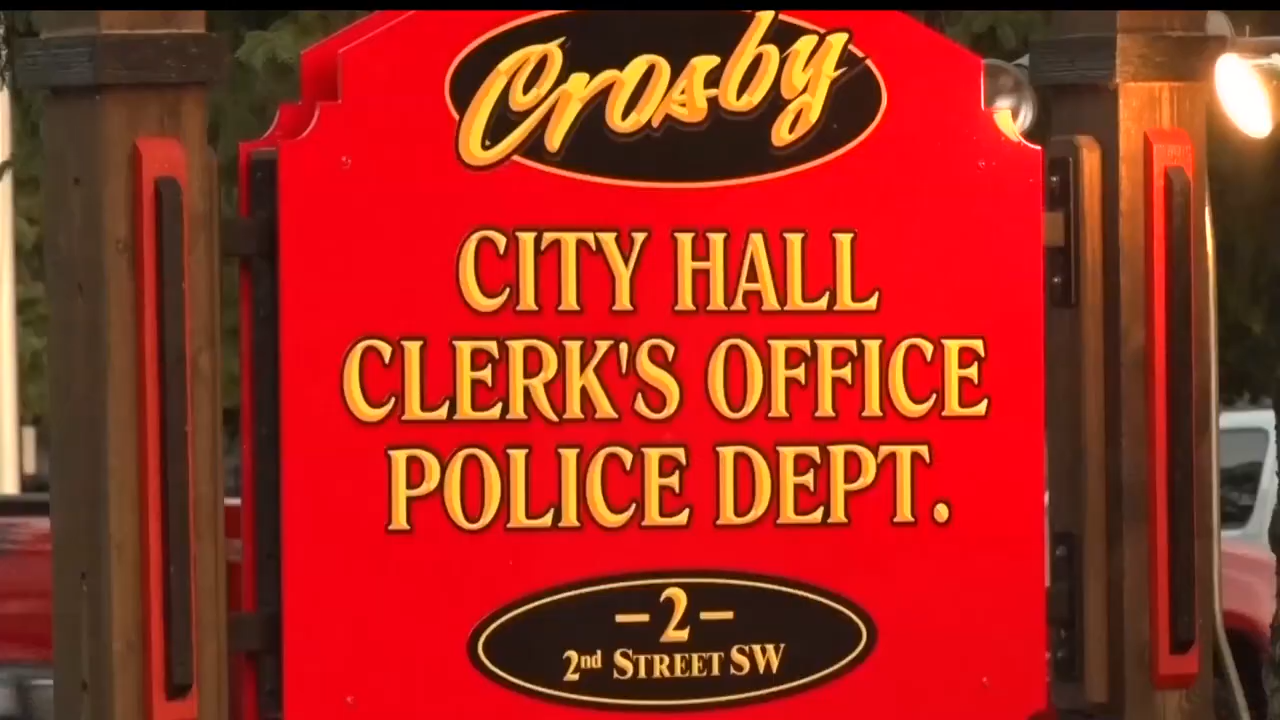 Crosby
CITY HALL
CLERK'S OFFICE
POLICE DEPT.
- 2 -
2nd STREET SW